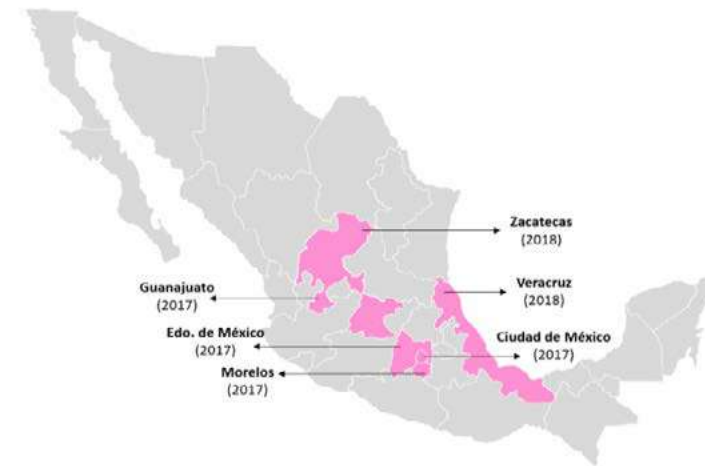 Zacatecas
(2018)
Guanajuato
(2017)
Veracruz
(2018)
Edo. de México
(2017)
Ciudad de México
(2017)
Morelos
(2017)